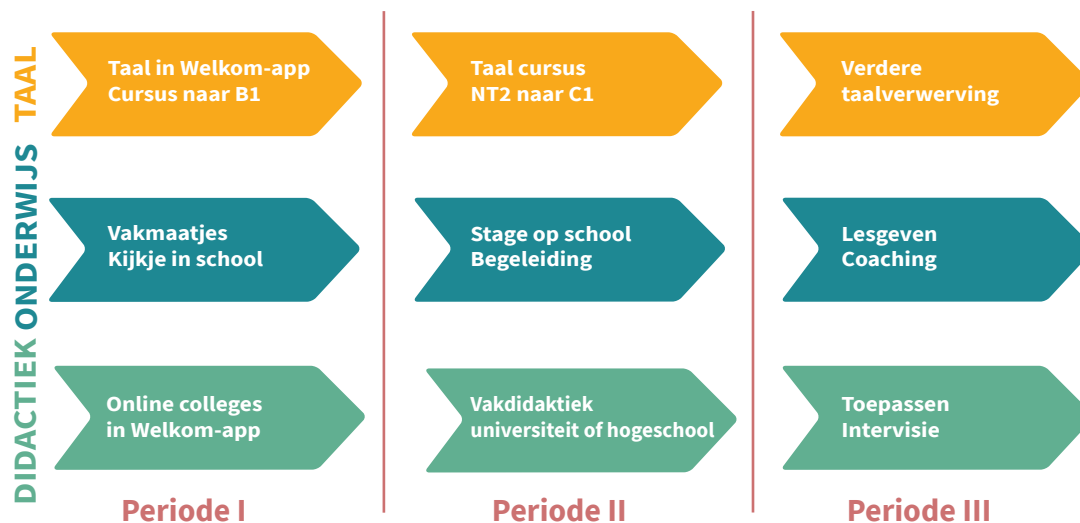 TAAL
Taal in Welkom-app
Cursus naar B1
Taal cursus
NT2 naar C1
Verdere
taalverwerving
ONDERWIJS
Vakmaatjes
Kijkje in school
Stage op school
Begeleiding
Lesgeven
Coaching
DIDACTIEK
Online colleges
in Welkom-app
Vakdidaktiek
universiteit of hogeschool
Toepassen
Intervisie
Periode I
Periode II
Periode III